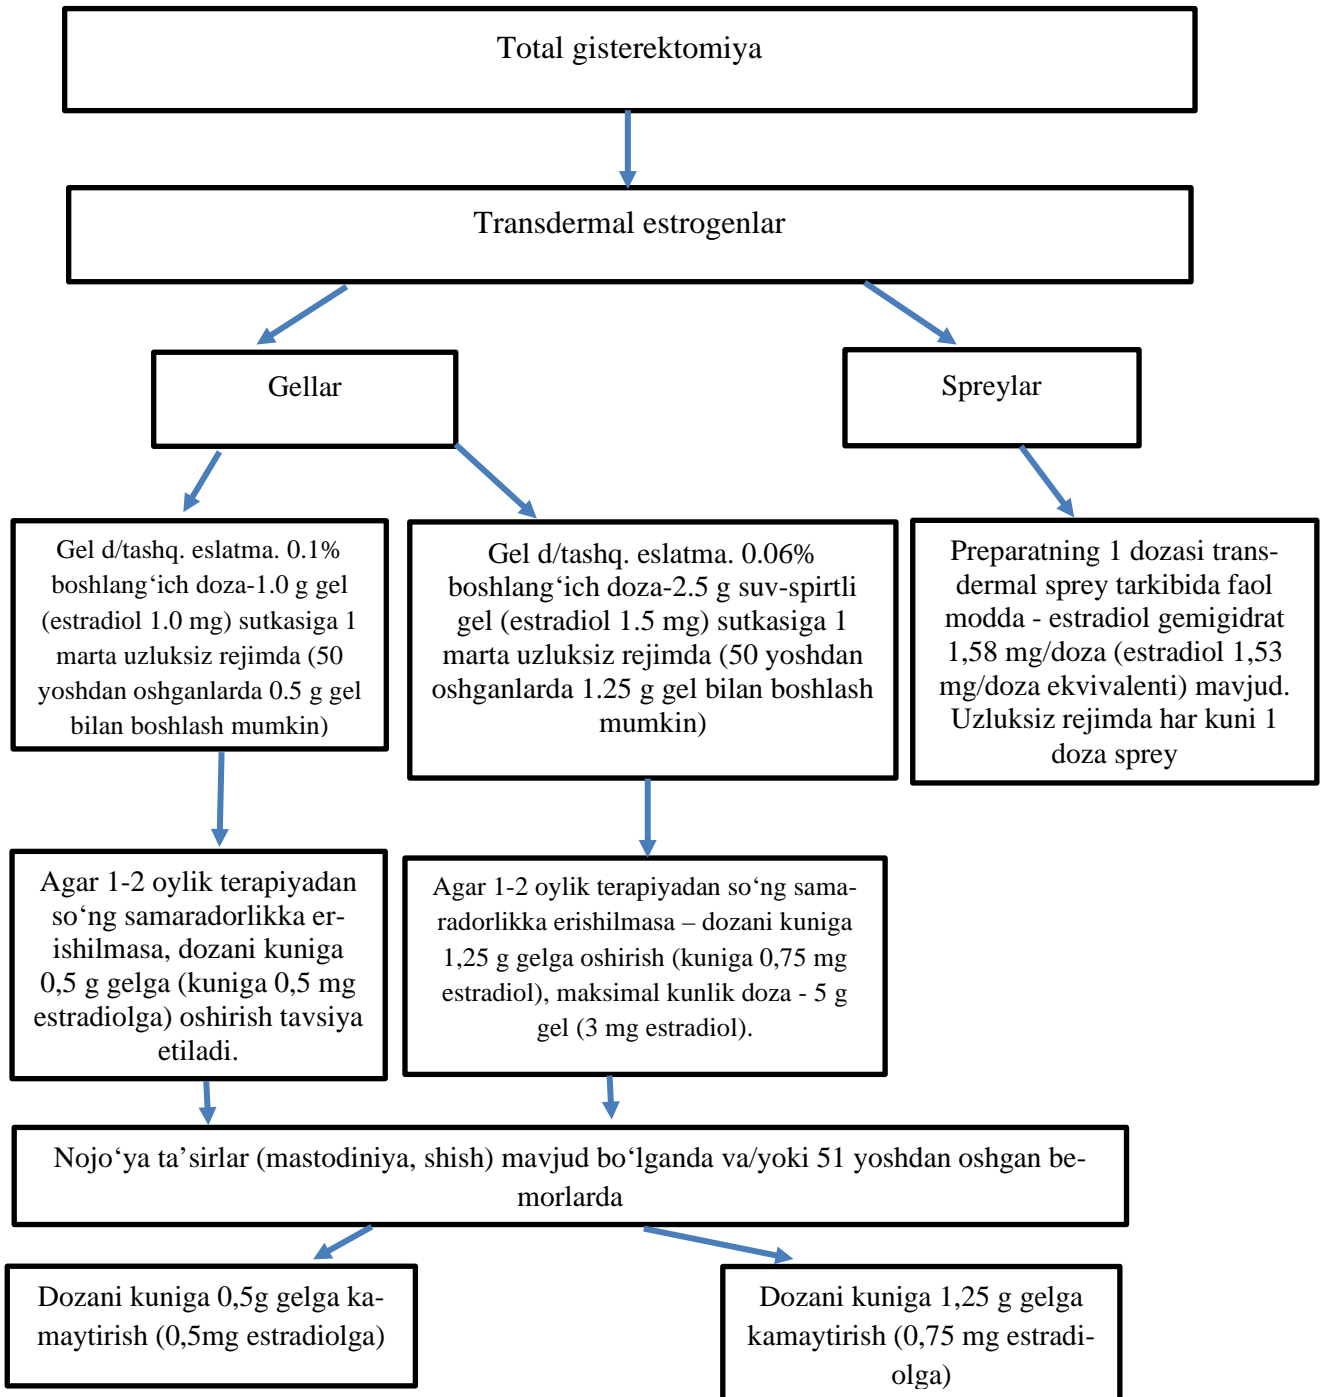 Total gisterektomiya
Transdermal estrogenlar
Gellar
Spreylar
Gel d/tashq. eslatma. 0.1%
boshlang‘ich doza-1.0 g gel
(estradiol 1.0 mg) sutkasiga 1
marta uzluksiz rejimda (50
yoshdan oshganlarda 0.5 g gel
bilan boshlash mumkin)
Gel d/tashq. eslatma. 0.06%
boshlang‘ich doza-2.5 g suv-spirtli
gel (estradiol 1.5 mg) sutkasiga 1
marta uzluksiz rejimda (50 yoshdan
oshganlarda 1.25 g gel bilan boshlash
mumkin)
Preparatning 1 dozasi trans-
dermal sprey tarkibida faol
modda - estradiol gemigidrat
1,58 mg/doza (estradiol 1,53
mg/doza ekvivalenti) mavjud.
Uzluksiz rejimda har kuni 1
doza sprey
Agar 1-2 oylik terapiyadan
so‘ng samaradorlikka er-
ishilmasa, dozani kuniga
0,5 g gelga (kuniga 0,5 mg
estradiolga) oshirish tavsiya
etiladi.
Agar 1-2 oylik terapiyadan so‘ng sama-
radorlikka erishilmasa – dozani kuniga
1,25 g gelga oshirish (kuniga 0,75 mg
estradiol), maksimal kunlik doza - 5 g
gel (3 mg estradiol).
Nojo‘ya ta’sirlar (mastodiniya, shish) mavjud bo‘lganda va/yoki 51 yoshdan oshgan be-
morlarda
Dozani kuniga 0,5g gelga ka-
maytirish (0,5mg estradiolga)
Dozani kuniga 1,25 g gelga
kamaytirish (0,75 mg estradi-
olga)